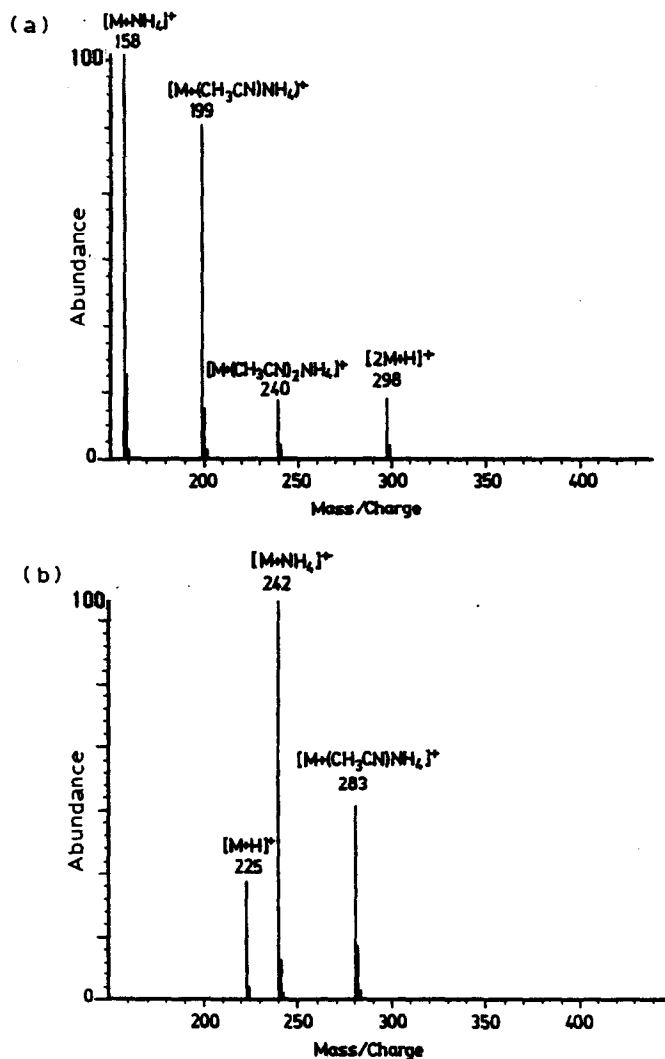 (a)
[M+NH4]+
158
100
[M+(CH3CN)NH4]+
199
[M+(CH3CN)2NH4]+
240
[2M+H]+
298
Abundance
0
200 250 300 350 400
Mass/Charge
(b)
[M+NH4]+
242
100
[M+(CH3CN)NH4]+
283
[M+H]+
225
Abundance
0
200 250 300 350 400
Mass/Charge